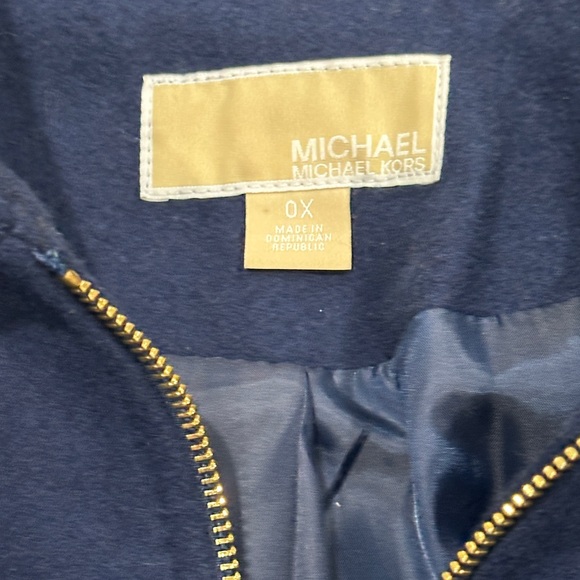 MICHAEL
MICHAEL KORS
0X
MADE IN
DOMINICAN
REPUBLIC